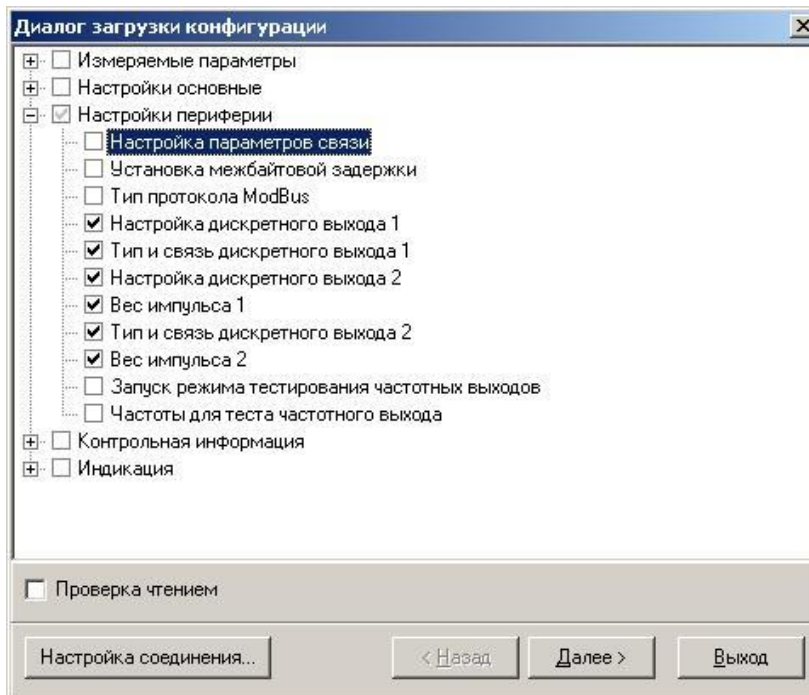 Диалог загрузки конфигурации
Измеряемые параметры
Настройки основные
Настройки периферии
Настройка параметров связи
Установка межбайтовой задержки
Тип протокола ModBus
Настройка дискретного выхода 1
Тип и связь дискретного выхода 1
Настройка дискретного выхода 2
Вес импульса 1
Тип и связь дискретного выхода 2
Вес импульса 2
Запуск режима тестирования частотных выходов
Частоты для теста частотного выхода
Контрольная информация
Индикация
Проверка чтением
Настройка соединения... < Назад Далее > Выход